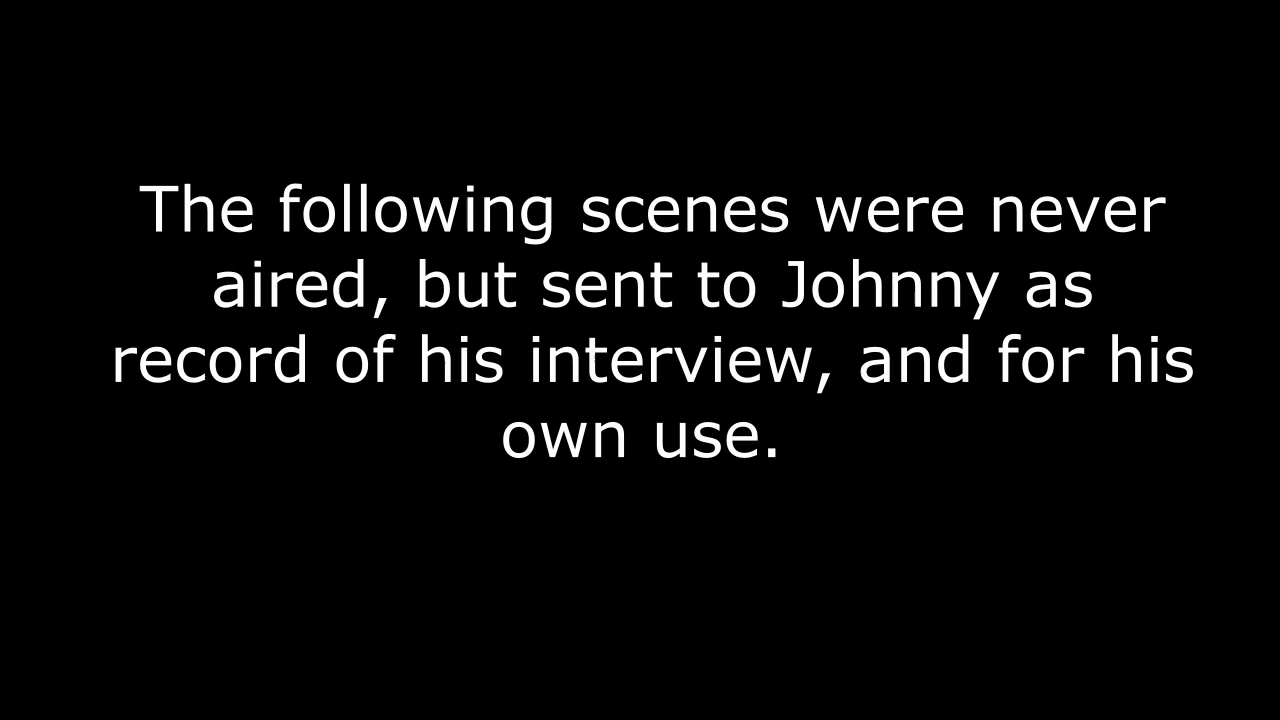 The following scenes were never
aired, but sent to Johnny as
record of his interview, and for his
own use.